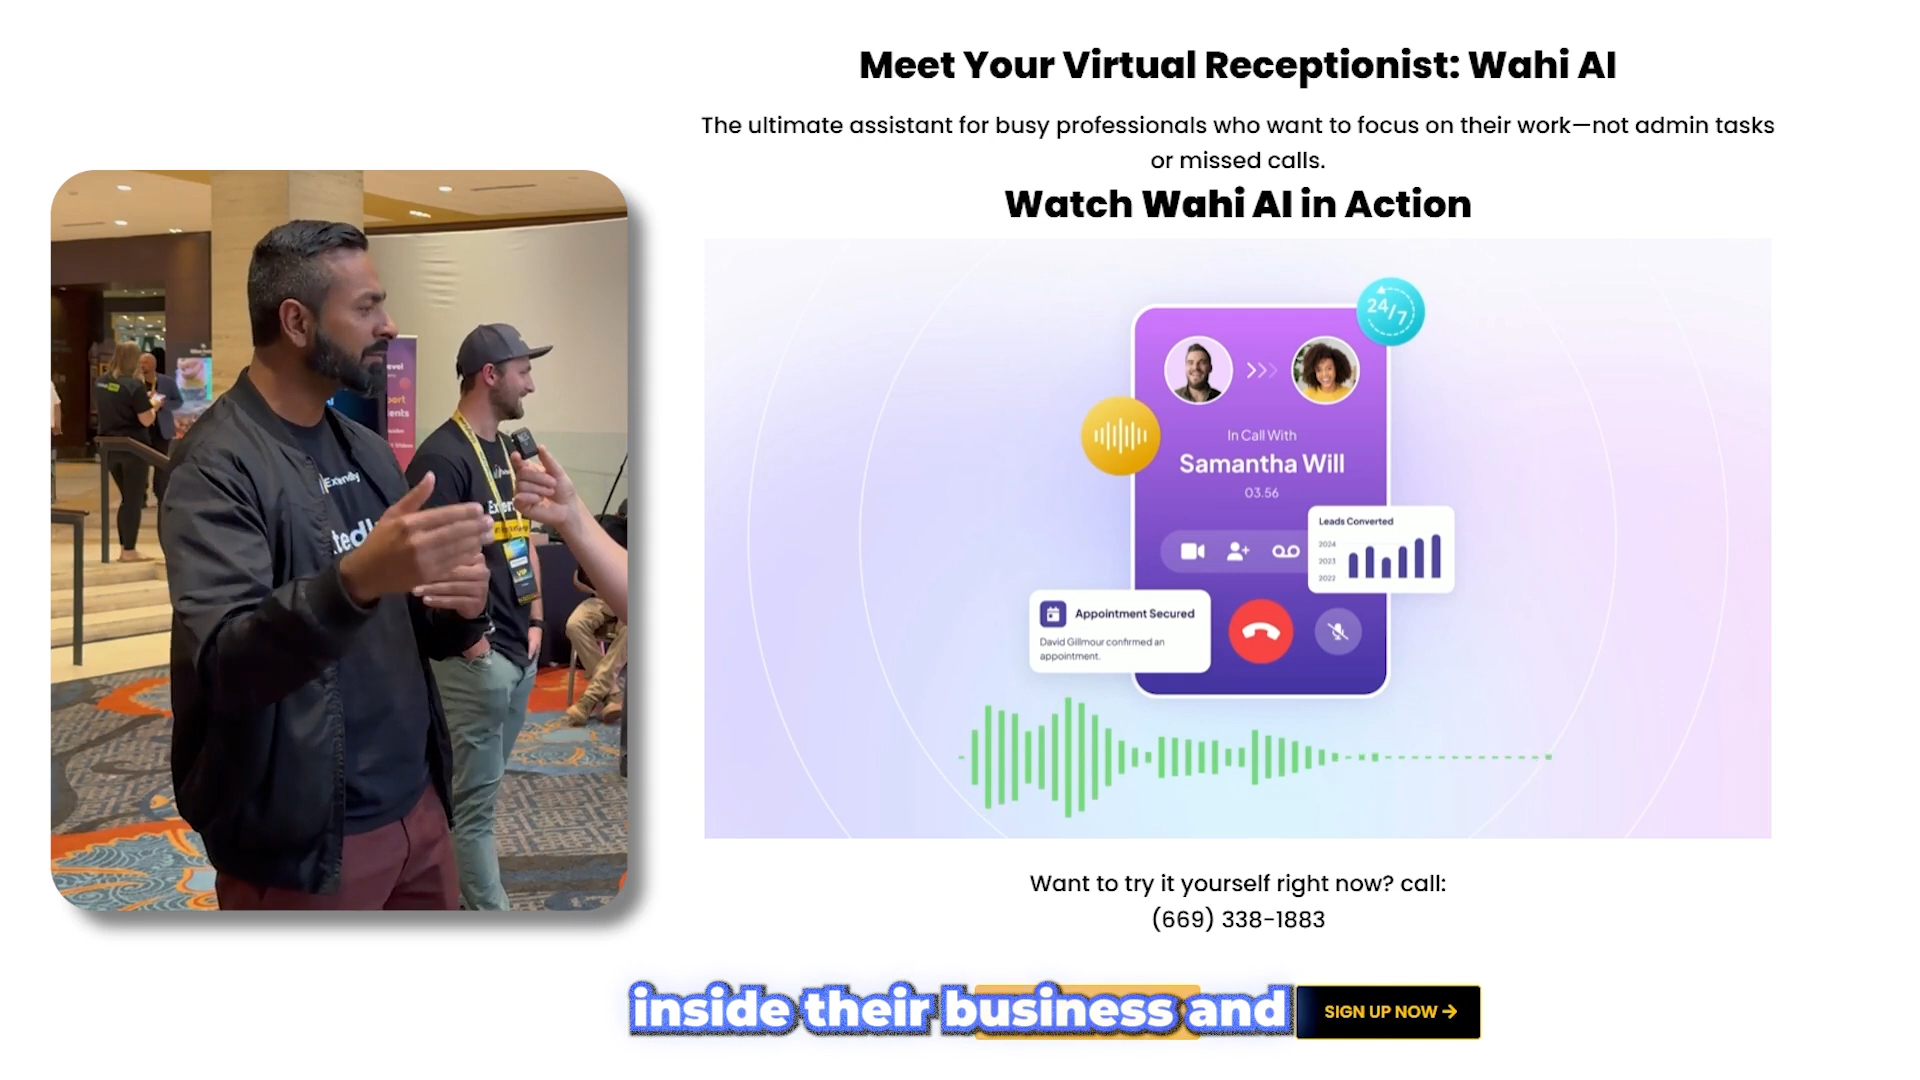 Meet Your Virtual Receptionist: Wahi AI
The ultimate assistant for busy professionals who want to focus on their work—not admin tasks
or missed calls.
Watch Wahi AI in Action
24/7
In Call With
Samantha Will
03.56
Leads Converted
2024
2023
2022
Appointment Secured
David Gillmour confirmed an
appointment.
Extendly
VIP
Want to try it yourself right now? call:
(669) 338-1883
inside their business and
SIGN UP NOW →